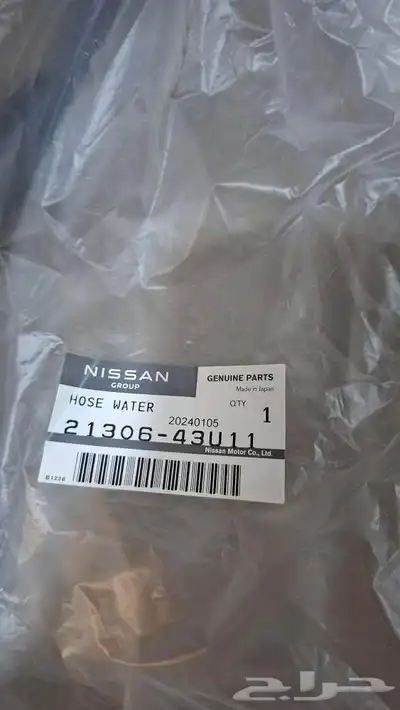 NISSAN
GROUP
GENUINE PARTS
Made in Japan
HOSE WATER
QTY
1
20240105
21306-43U11
Nissan Motor Co., Ltd.
B1336
حراج